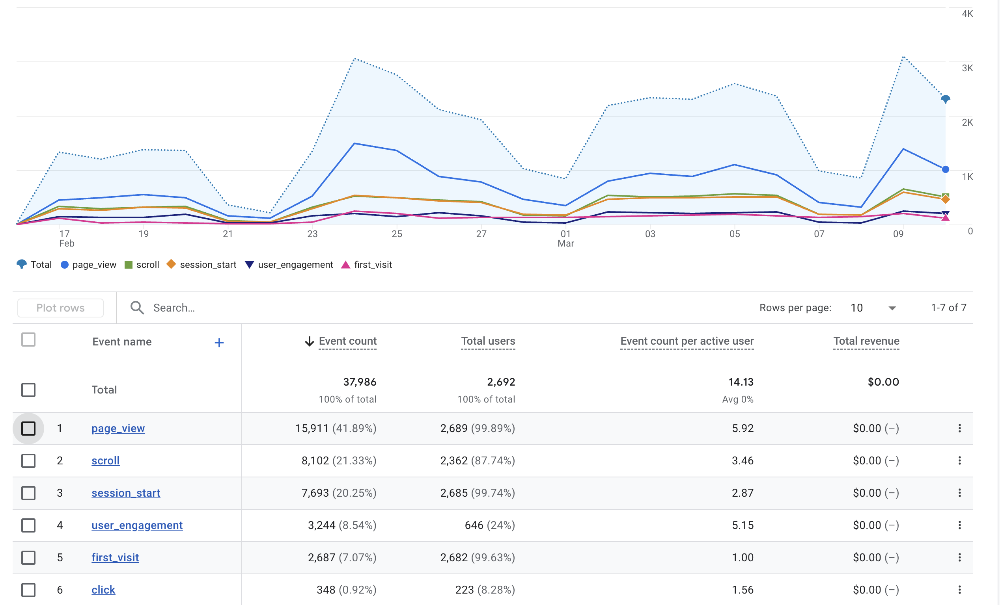 4K
3K
2K
1K
0
17 19 21 23 25 27 01 03 05 07 09
Feb Mar
Total page_view scroll session_start user_engagement first_visit
Plot rows Search... Rows per page: 10 1-7 of 7
Event name + Event count Total users Event count per active user Total revenue
Total 37,986 2,692 14.13 $0.00
100% of total 100% of total Avg 0%
1 page_view 15,911 (41.89%) 2,689 (99.89%) 5.92 $0.00 (–)
2 scroll 8,102 (21.33%) 2,362 (87.74%) 3.46 $0.00 (–)
3 session_start 7,693 (20.25%) 2,685 (99.74%) 2.87 $0.00 (–)
4 user_engagement 3,244 (8.54%) 646 (24%) 5.15 $0.00 (–)
5 first_visit 2,687 (7.07%) 2,682 (99.63%) 1.00 $0.00 (–)
6 click 348 (0.92%) 223 (8.28%) 1.56 $0.00 (–)